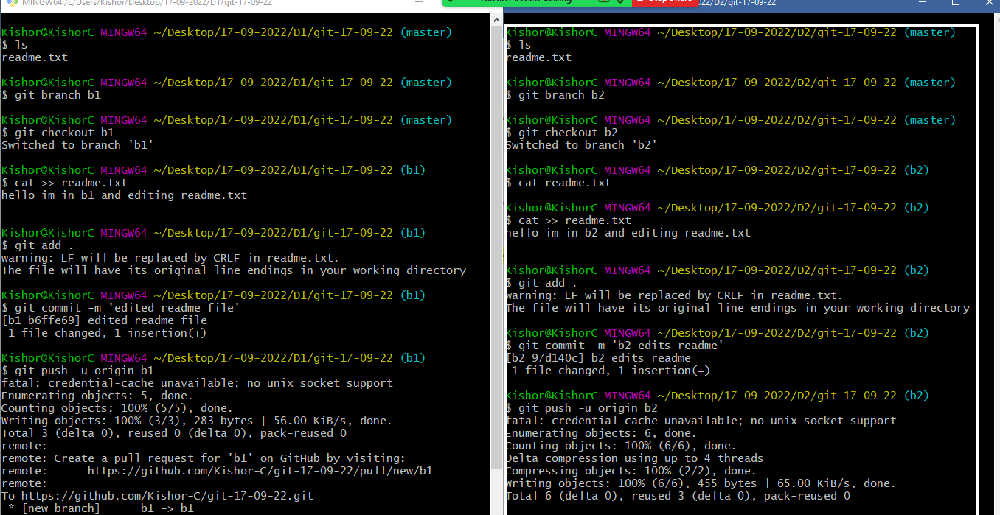 MINGW64:/c/Users/Kishor/Desktop/17-09-2022/D1/git-17-09-22
Kishor@KishorC MINGW64 ~/Desktop/17-09-2022/D1/git-17-09-22 (master)
$ ls
readme.txt
Kishor@KishorC MINGW64 ~/Desktop/17-09-2022/D1/git-17-09-22 (master)
$ git branch b1
Kishor@KishorC MINGW64 ~/Desktop/17-09-2022/D1/git-17-09-22 (master)
$ git checkout b1
Switched to branch 'b1'
Kishor@KishorC MINGW64 ~/Desktop/17-09-2022/D1/git-17-09-22 (b1)
$ cat >> readme.txt
hello im in b1 and editing readme.txt
Kishor@KishorC MINGW64 ~/Desktop/17-09-2022/D1/git-17-09-22 (b1)
$ git add .
warning: LF will be replaced by CRLF in readme.txt.
The file will have its original line endings in your working directory
Kishor@KishorC MINGW64 ~/Desktop/17-09-2022/D1/git-17-09-22 (b1)
$ git commit -m 'edited readme file'
[b1 b6ffe69] edited readme file
1 file changed, 1 insertion(+)
Kishor@KishorC MINGW64 ~/Desktop/17-09-2022/D1/git-17-09-22 (b1)
$ git push -u origin b1
fatal: credential-cache unavailable; no unix socket support
Enumerating objects: 5, done.
Counting objects: 100% (5/5), done.
Writing objects: 100% (3/3), 283 bytes | 56.00 KiB/s, done.
Total 3 (delta 0), reused 0 (delta 0), pack-reused 0
remote:
remote: Create a pull request for 'b1' on GitHub by visiting:
remote:      https://github.com/Kishor-C/git-17-09-22/pull/new/b1
remote:
To https://github.com/Kishor-C/git-17-09-22.git
* [new branch]      b1 -> b1
You are screen sharing
Stop Share
2022/D2/git-17-09-22
Kishor@KishorC MINGW64 ~/Desktop/17-09-2022/D2/git-17-09-22 (master)
$ ls
readme.txt
Kishor@KishorC MINGW64 ~/Desktop/17-09-2022/D2/git-17-09-22 (master)
$ git branch b2
Kishor@KishorC MINGW64 ~/Desktop/17-09-2022/D2/git-17-09-22 (master)
$ git checkout b2
Switched to branch 'b2'
Kishor@KishorC MINGW64 ~/Desktop/17-09-2022/D2/git-17-09-22 (b2)
$ cat readme.txt
Kishor@KishorC MINGW64 ~/Desktop/17-09-2022/D2/git-17-09-22 (b2)
$ cat >> readme.txt
hello im in b2 and editing readme.txt
Kishor@KishorC MINGW64 ~/Desktop/17-09-2022/D2/git-17-09-22 (b2)
$ git add .
warning: LF will be replaced by CRLF in readme.txt.
The file will have its original line endings in your working directory
Kishor@KishorC MINGW64 ~/Desktop/17-09-2022/D2/git-17-09-22 (b2)
$ git commit -m 'b2 edits readme'
[b2 97d140c] b2 edits readme
1 file changed, 1 insertion(+)
Kishor@KishorC MINGW64 ~/Desktop/17-09-2022/D2/git-17-09-22 (b2)
$ git push -u origin b2
fatal: credential-cache unavailable; no unix socket support
Enumerating objects: 6, done.
Counting objects: 100% (6/6), done.
Delta compression using up to 4 threads
Compressing objects: 100% (2/2), done.
Writing objects: 100% (6/6), 455 bytes | 65.00 KiB/s, done.
Total 6 (delta 0), reused 3 (delta 0), pack-reused 0